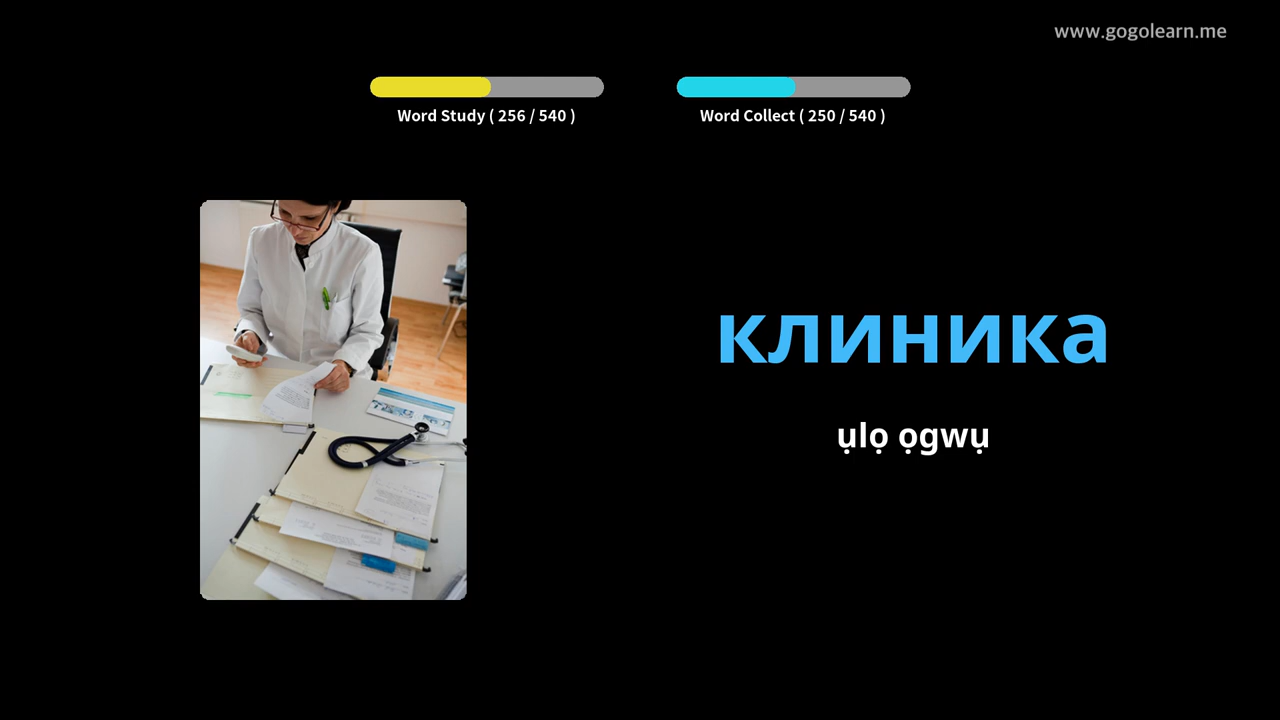 www.gogolearn.me
Word Study ( 256 / 540 )
Word Collect ( 250 / 540 )
клиника
ụlọ ọgwụ